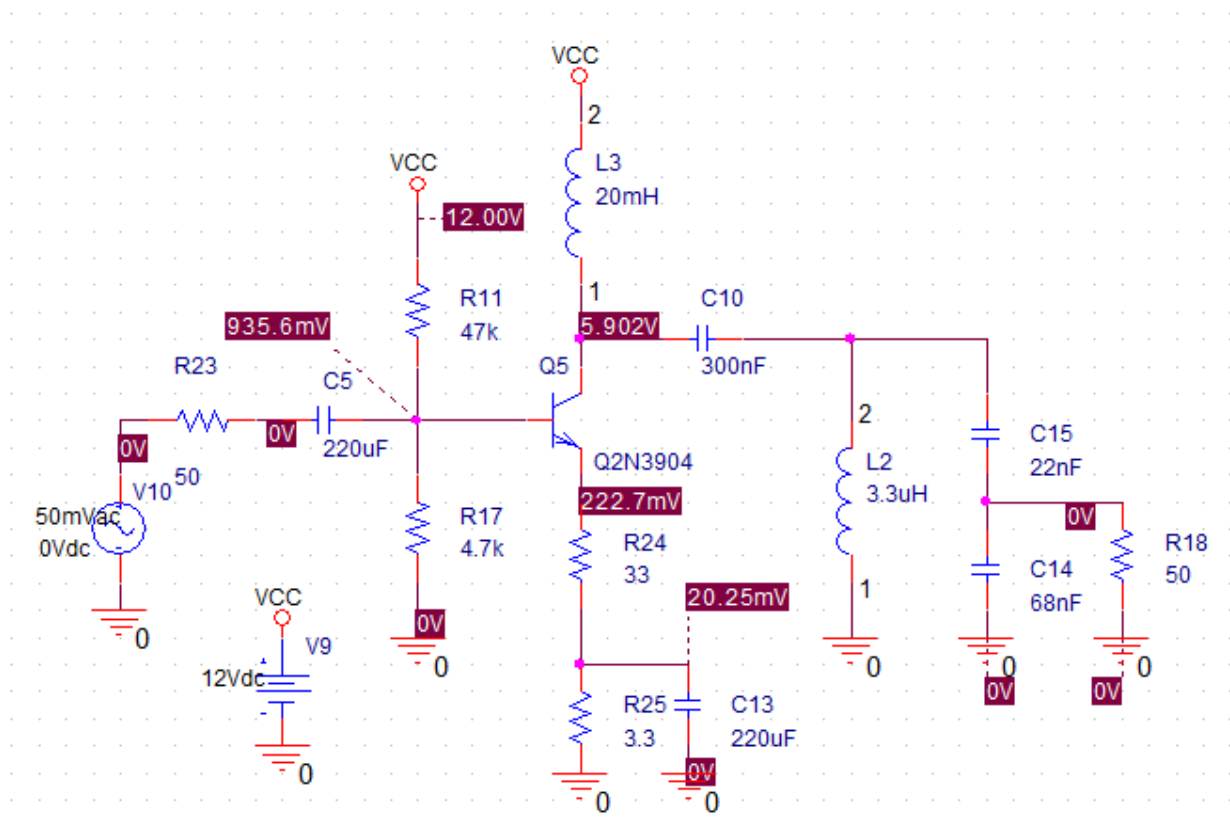 VCC
2
L3
20mH
VCC
12.00V
1
C10
R11
47k
935.6mV
5.902V
300nF
R23
Q5
C5
2
C15
22nF
0V
0V
220uF
Q2N3904
L2
3.3uH
V10
50
222.7mV
50mVac
0Vdc
R17
4.7k
0V
R24
33
R18
50
C14
68nF
1
VCC
20.25mV
0V
0
V9
12Vdc
0
0
0
0
0V
0V
R25
3.3
C13
220uF
0V
0
0
0